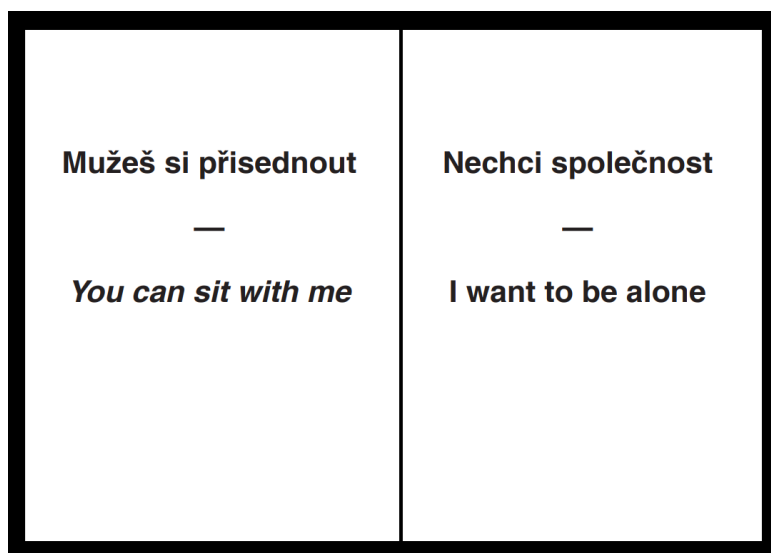 Mužeš si přisednout
—
You can sit with me
Nechci společnost
—
I want to be alone